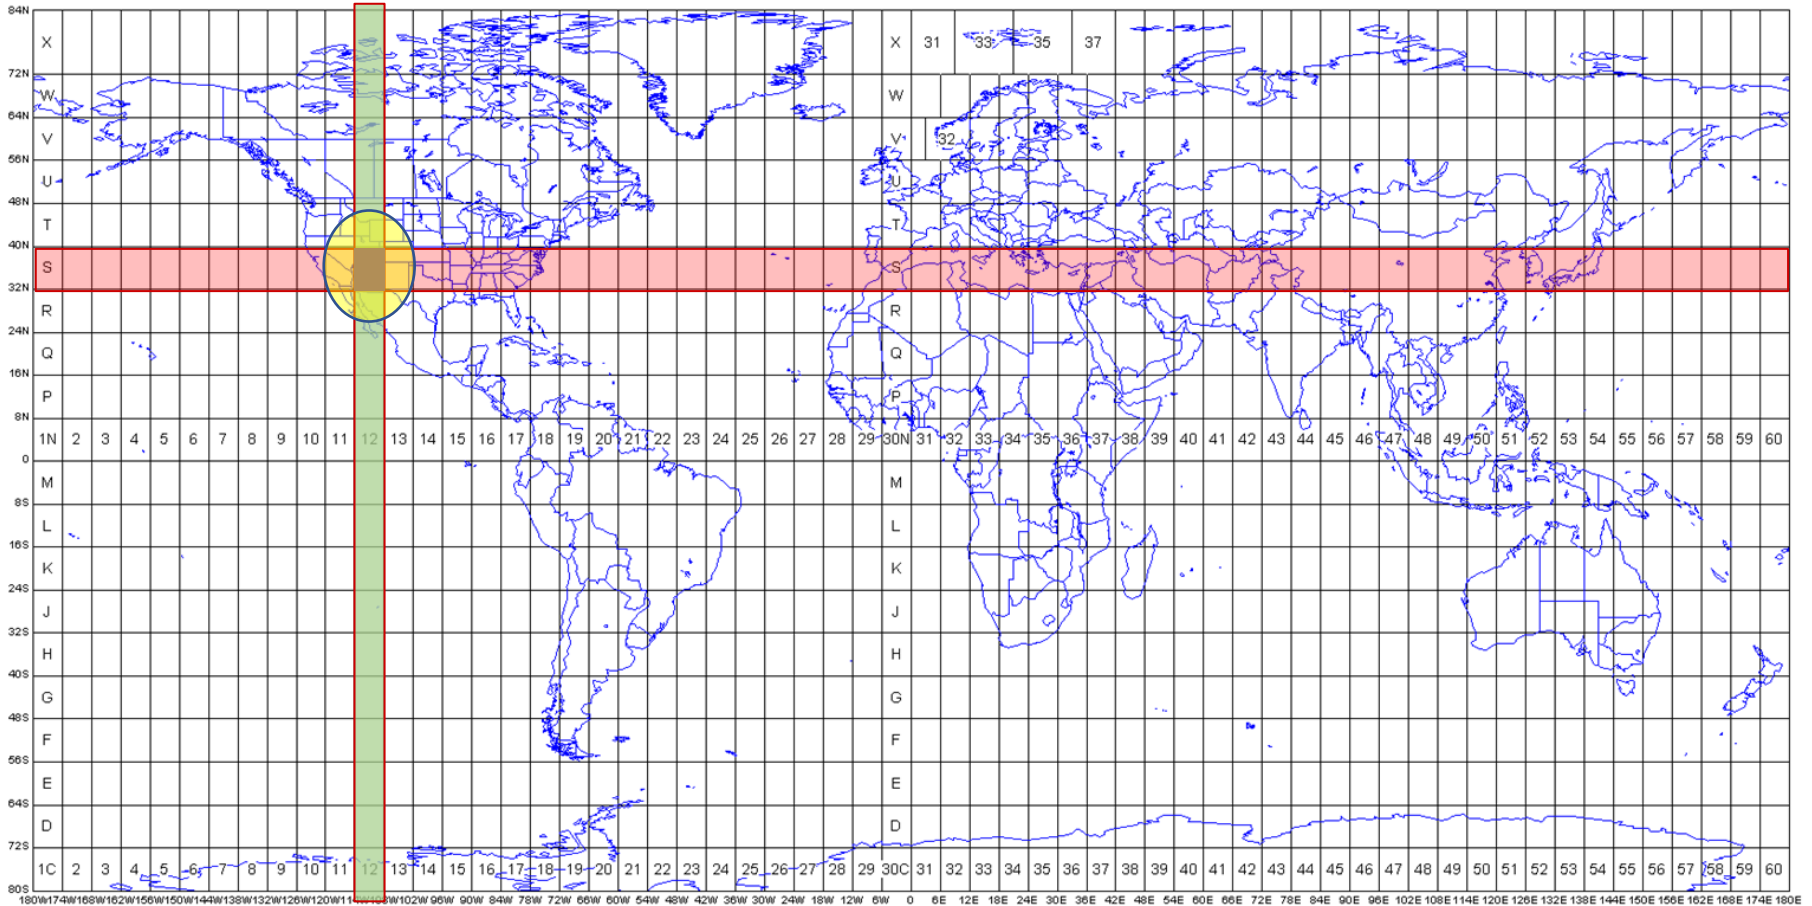 84N
X X 31 33 35 37
72N
W W
64N
V V 32
56N
U U
48N
T T
40N
S S
32N
R R
24N
Q Q
16N
P P
8N
1N 2 3 4 5 6 7 8 9 10 11 12 13 14 15 16 17 18 19 20 21 22 23 24 25 26 27 28 29 30N 31 32 33 34 35 36 37 38 39 40 41 42 43 44 45 46 47 48 49 50 51 52 53 54 55 56 57 58 59 60
0
M M
8S
L L
16S
K K
24S
J J
32S
H H
40S
G G
48S
F F
56S
E E
64S
D D
72S
1C 2 3 4 5 6 7 8 9 10 11 12 13 14 15 16 17 18 19 20 21 22 23 24 25 26 27 28 29 30C 31 32 33 34 35 36 37 38 39 40 41 42 43 44 45 46 47 48 49 50 51 52 53 54 55 56 57 58 59 60
80S
180W 174W 168W 162W 156W 150W 144W 138W 132W 126W 120W 102W 96W 90W 84W 78W 72W 66W 60W 54W 48W 42W 36W 30W 24W 18W 12W 6W 0 6E 12E 18E 24E 30E 36E 42E 48E 54E 60E 66E 72E 78E 84E 90E 96E 102E 108E 114E 120E 126E 132E 138E 144E 150E 156E 162E 168E 174E 180E